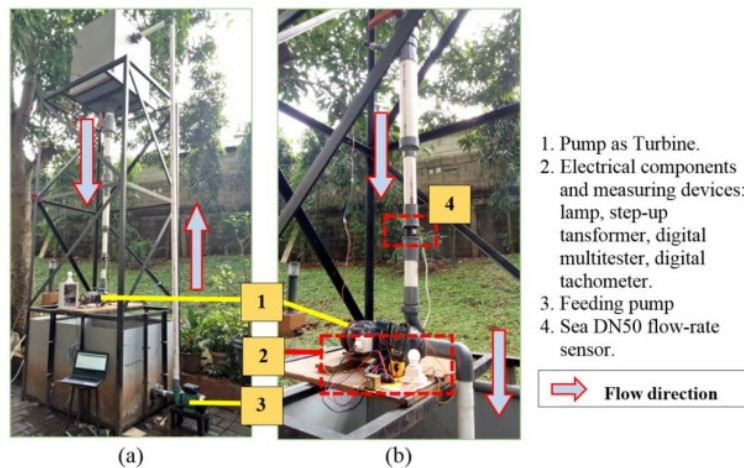 1
2
3
(a)
4
(b)
1. Pump as Turbine.
2. Electrical components
and measuring devices:
lamp, step-up
tansformer, digital
multitester, digital
tachometer.
3. Feeding pump
4. Sea DN50 flow-rate
sensor.
Flow direction